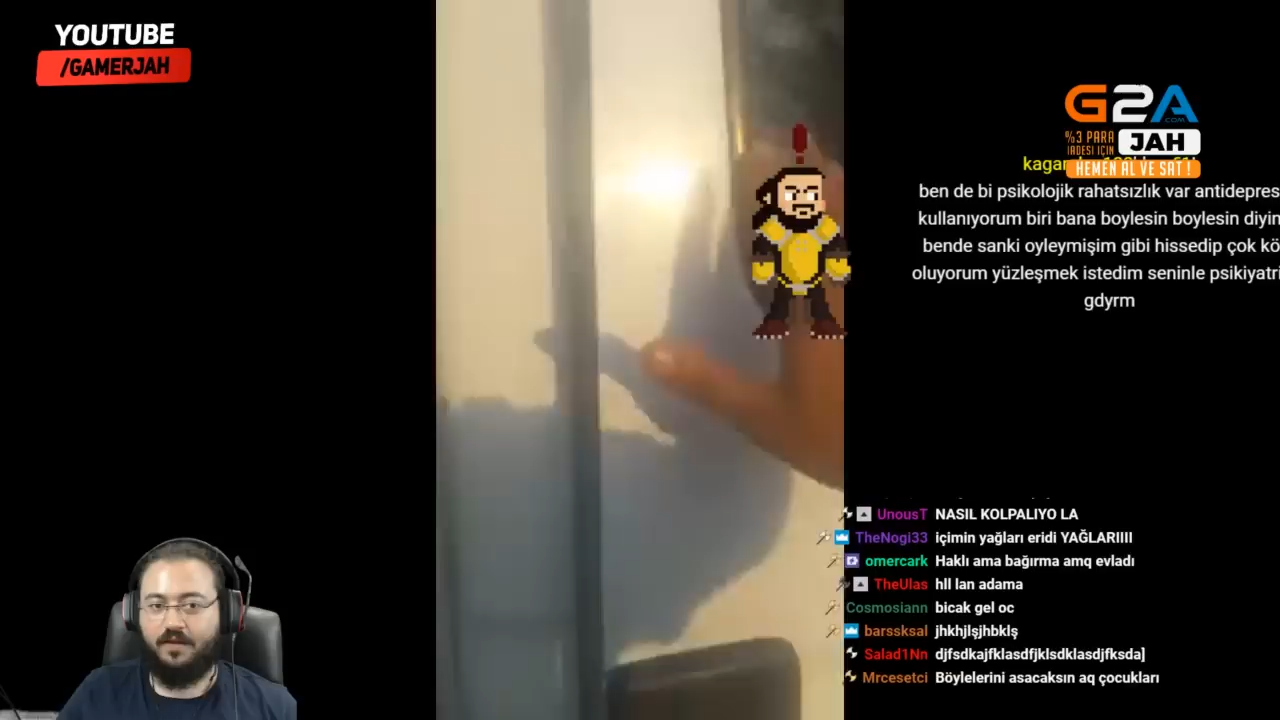 YOUTUBE
/GAMERJAH
G2A
.COM
%3 PARA
İADESİ İÇİN
JAH
HEMEN AL VE SAT !
ben de bi psikolojik rahatsızlık var antidepres
kullanıyorum biri bana boylesin boylesin diyin
bende sanki oyleymişim gibi hissedip çok kö
oluyorum yüzleşmek istedim seninle psikiyatri
gdyrm
UnousT NASIL KOLPALIYO LA
TheNogi33 içimin yağları eridi YAĞLARIIII
omercark Haklı ama bağırma amq evladı
TheUlas hll lan adama
Cosmosiann bicak gel oc
barssksal jhkhjlşjhbklş
Salad1Nn djfsdkajfklasdfjklsdklasdjfksda]
Mrcesetci Böylelerini asacaksın aq çocukları